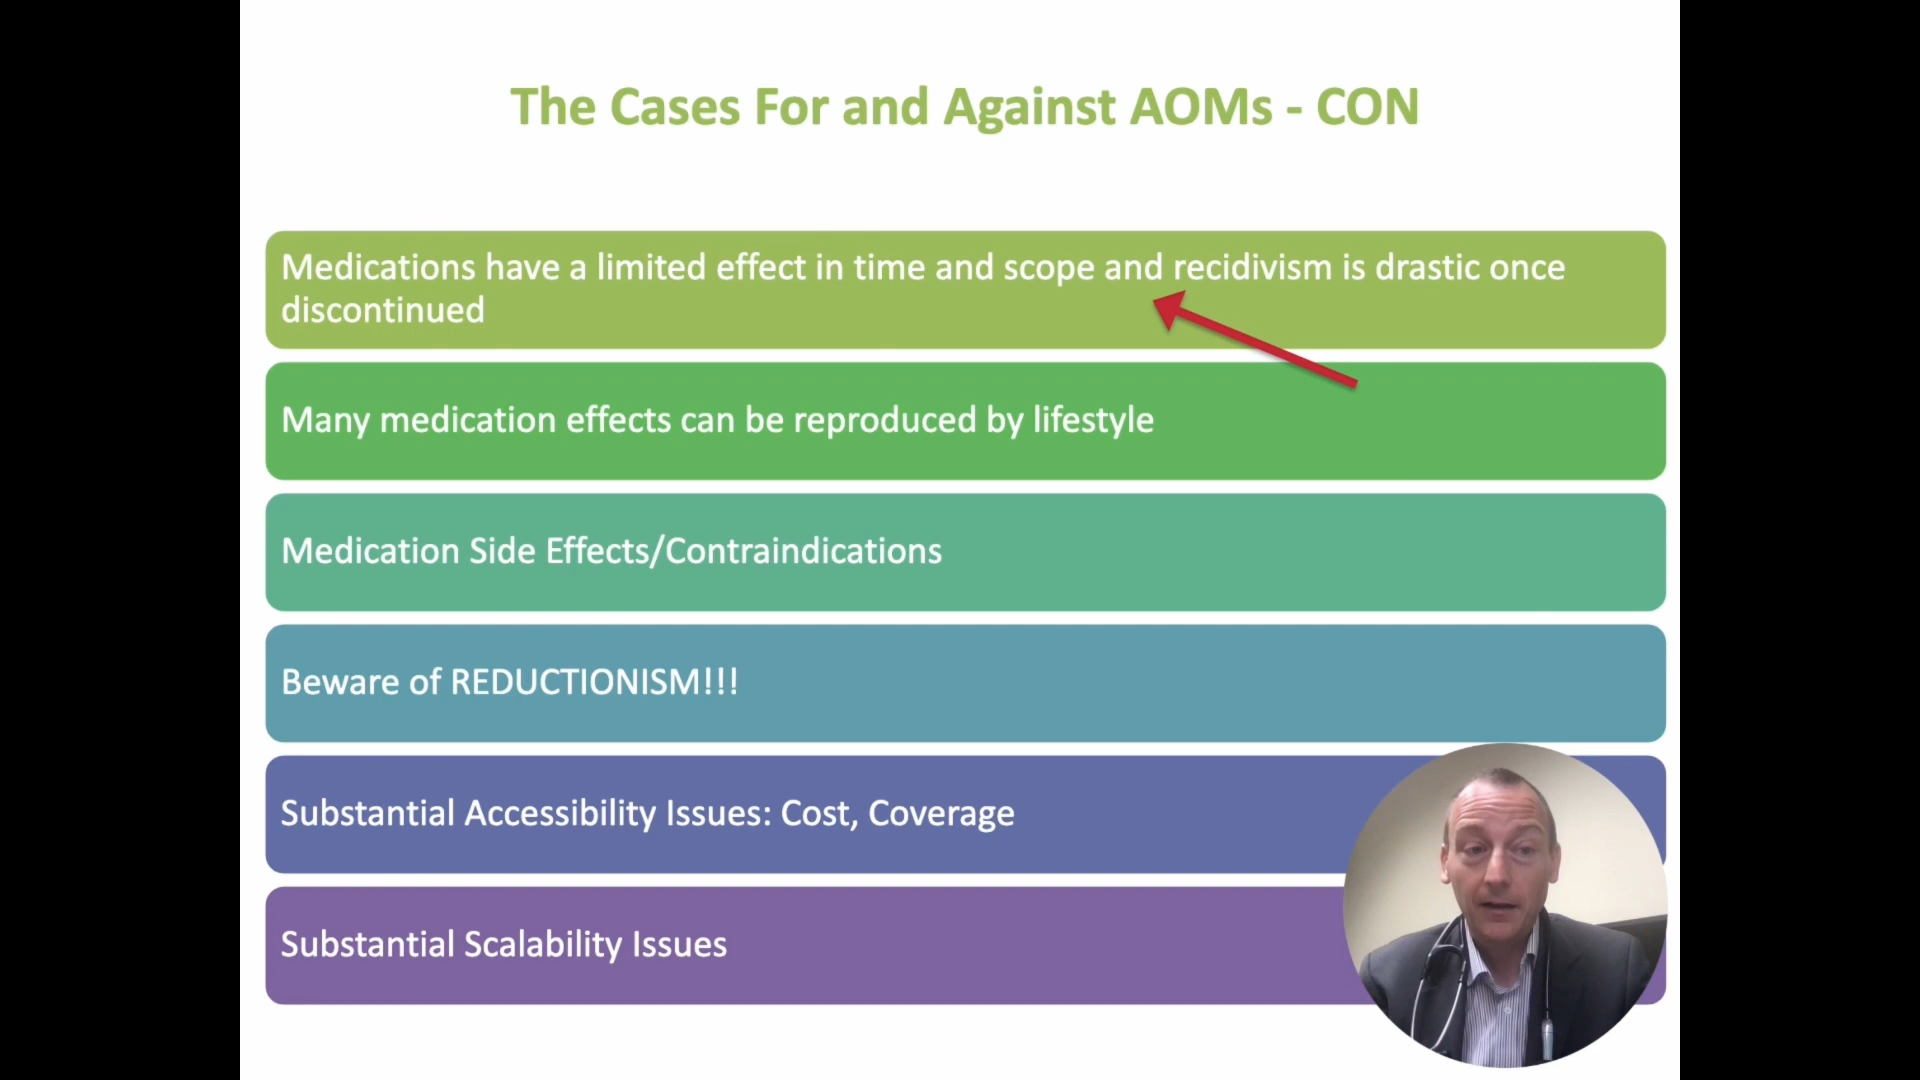 The Cases For and Against AOMs - CON
Medications have a limited effect in time and scope and recidivism is drastic once
discontinued
Many medication effects can be reproduced by lifestyle
Medication Side Effects/Contraindications
Beware of REDUCTIONISM!!!
Substantial Accessibility Issues: Cost, Coverage
Substantial Scalability Issues